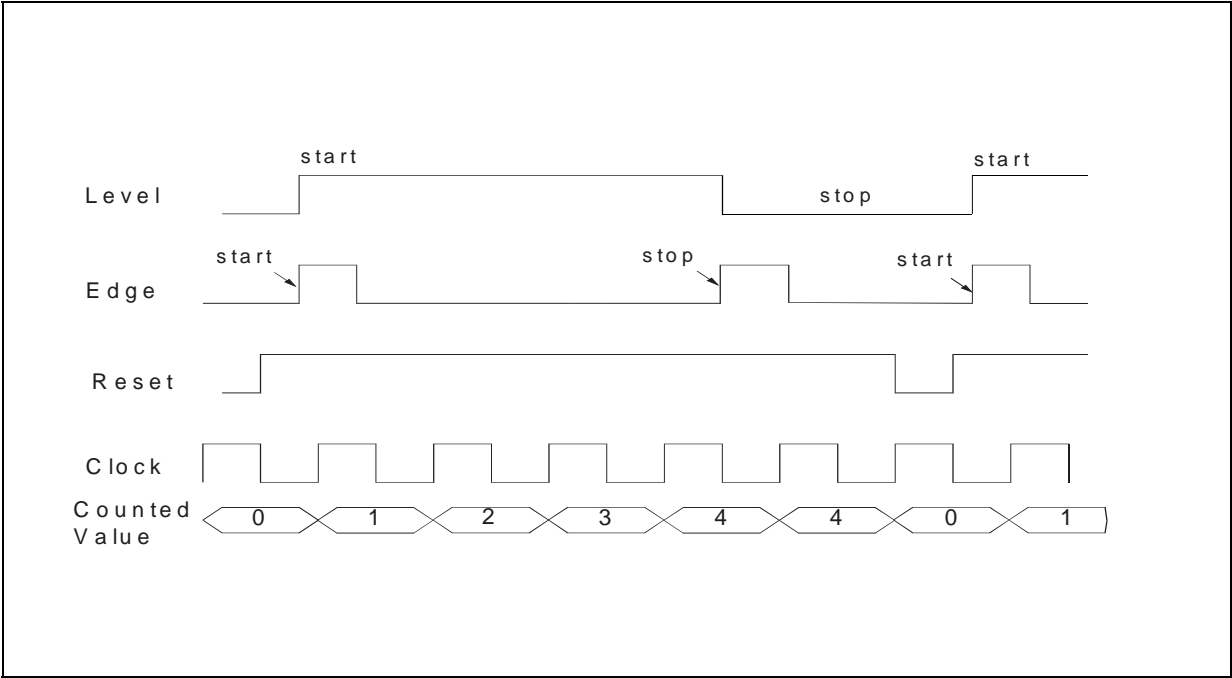 start start
Level stop
start stop start
Edge
Reset
Clock
Counted
Value
0 1 2 3 4 4 0 1